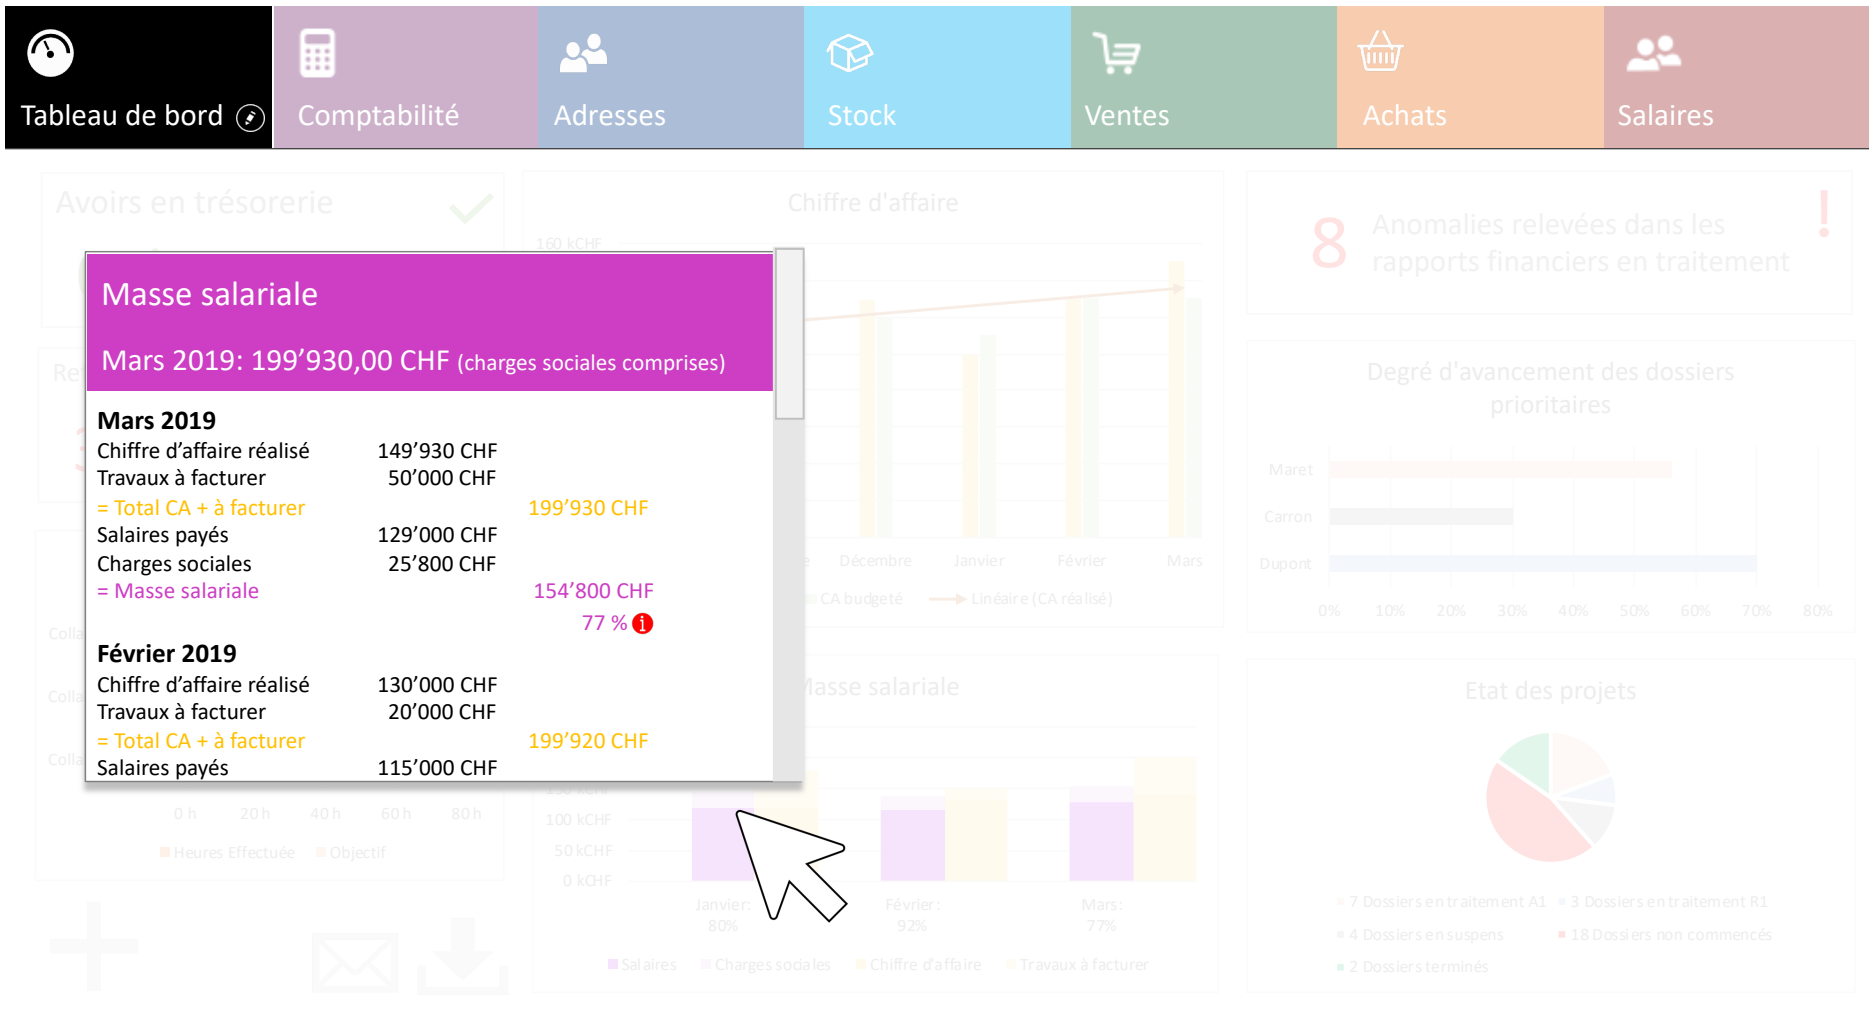 Tableau de bord
Comptabilité
Adresses
Stock
Ventes
Achats
Salaires
Avoirs en trésorerie
Masse salariale
Mars 2019: 199’930,00 CHF (charges sociales comprises)
Mars 2019
Chiffre d’affaire réalisé 149’930 CHF
Travaux à facturer 50’000 CHF
= Total CA + à facturer 199’930 CHF
Salaires payés 129’000 CHF
Charges sociales 25’800 CHF
= Masse salariale 154’800 CHF
77 %
Février 2019
Chiffre d’affaire réalisé 130’000 CHF
Travaux à facturer 20’000 CHF
= Total CA + à facturer 199’920 CHF
Salaires payés 115’000 CHF
0 h 20 h 40 h 60 h 80 h
Heures Effectuée Objectif
Chiffre d'affaire
160 kCHF
Décembre Janvier Février Mars
CA budgeté Linéaire (CA réalisé)
Masse salariale
100 kCHF
50 kCHF
0 kCHF
Janvier: Février: Mars:
80% 92% 77%
Salaires Charges sociales Chiffre d'affaire Travaux à facturer
8
Anomalies relevées dans les
rapports financiers en traitement
!
Degré d'avancement des dossiers
prioritaires
Maret
Carron
Dupont
0% 10% 20% 30% 40% 50% 60% 70% 80%
Etat des projets
7 Dossiers en traitement A1 3 Dossiers en traitement R1
4 Dossiers en suspens 18 Dossiers non commencés
2 Dossiers terminés